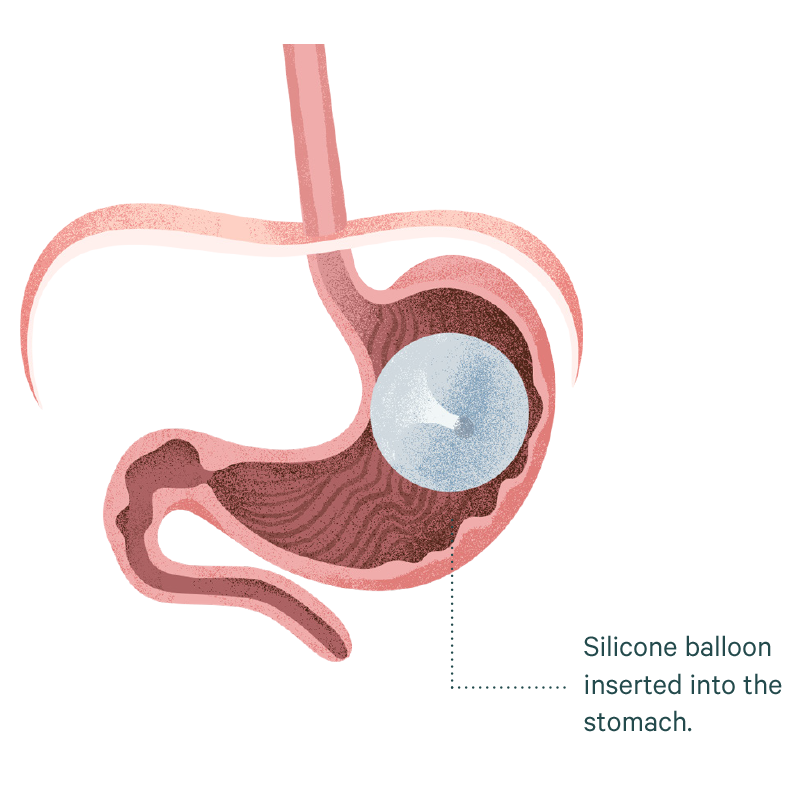 Silicone balloon
inserted into the
stomach.